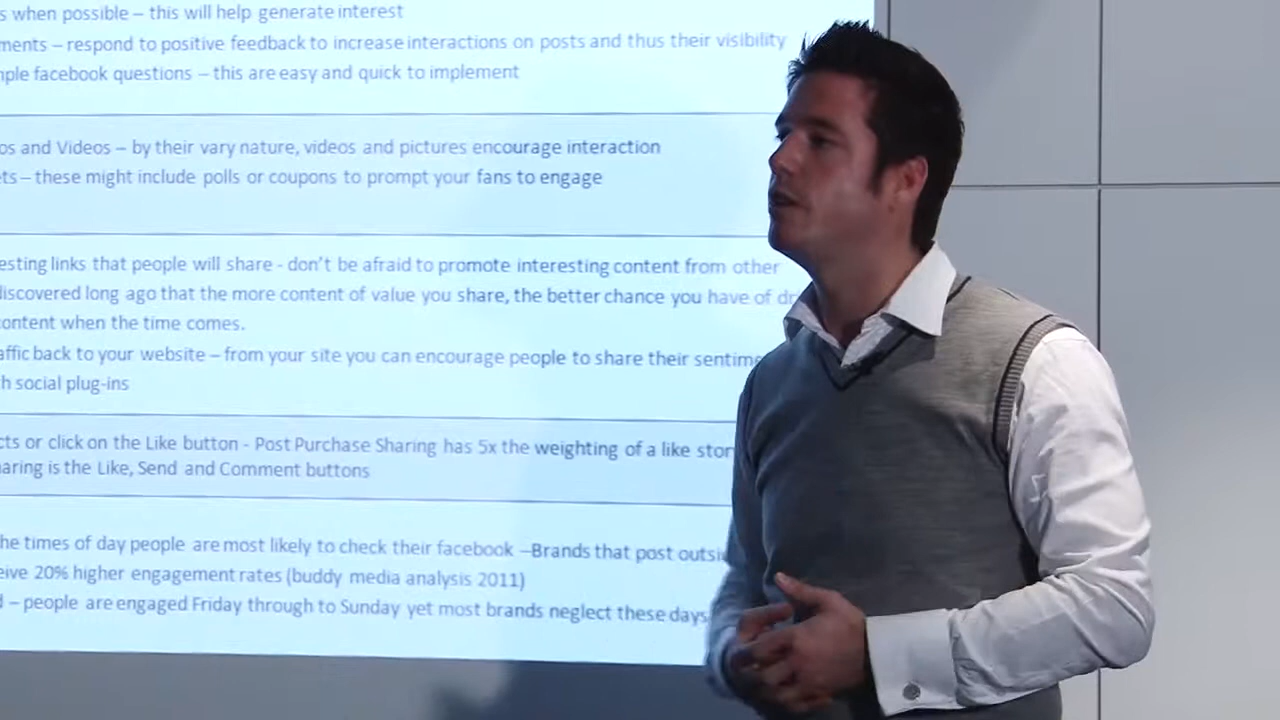 s when possible – this will help generate interest
ments – respond to positive feedback to increase interactions on posts and thus their visibility
mple facebook questions – this are easy and quick to implement
os and Videos – by their vary nature, videos and pictures encourage interaction
ets – these might include polls or coupons to prompt your fans to engage
esting links that people will share - don't be afraid to promote interesting content from other
discovered long ago that the more content of value you share, the better chance you have of dr
content when the time comes.
affic back to your website – from your site you can encourage people to share their sentime
h social plug-ins
cts or click on the Like button - Post Purchase Sharing has 5x the weighting of a like stor
haring is the Like, Send and Comment buttons
he times of day people are most likely to check their facebook –Brands that post outsi
eive 20% higher engagement rates (buddy media analysis 2011)
d – people are engaged Friday through to Sunday yet most brands neglect these days